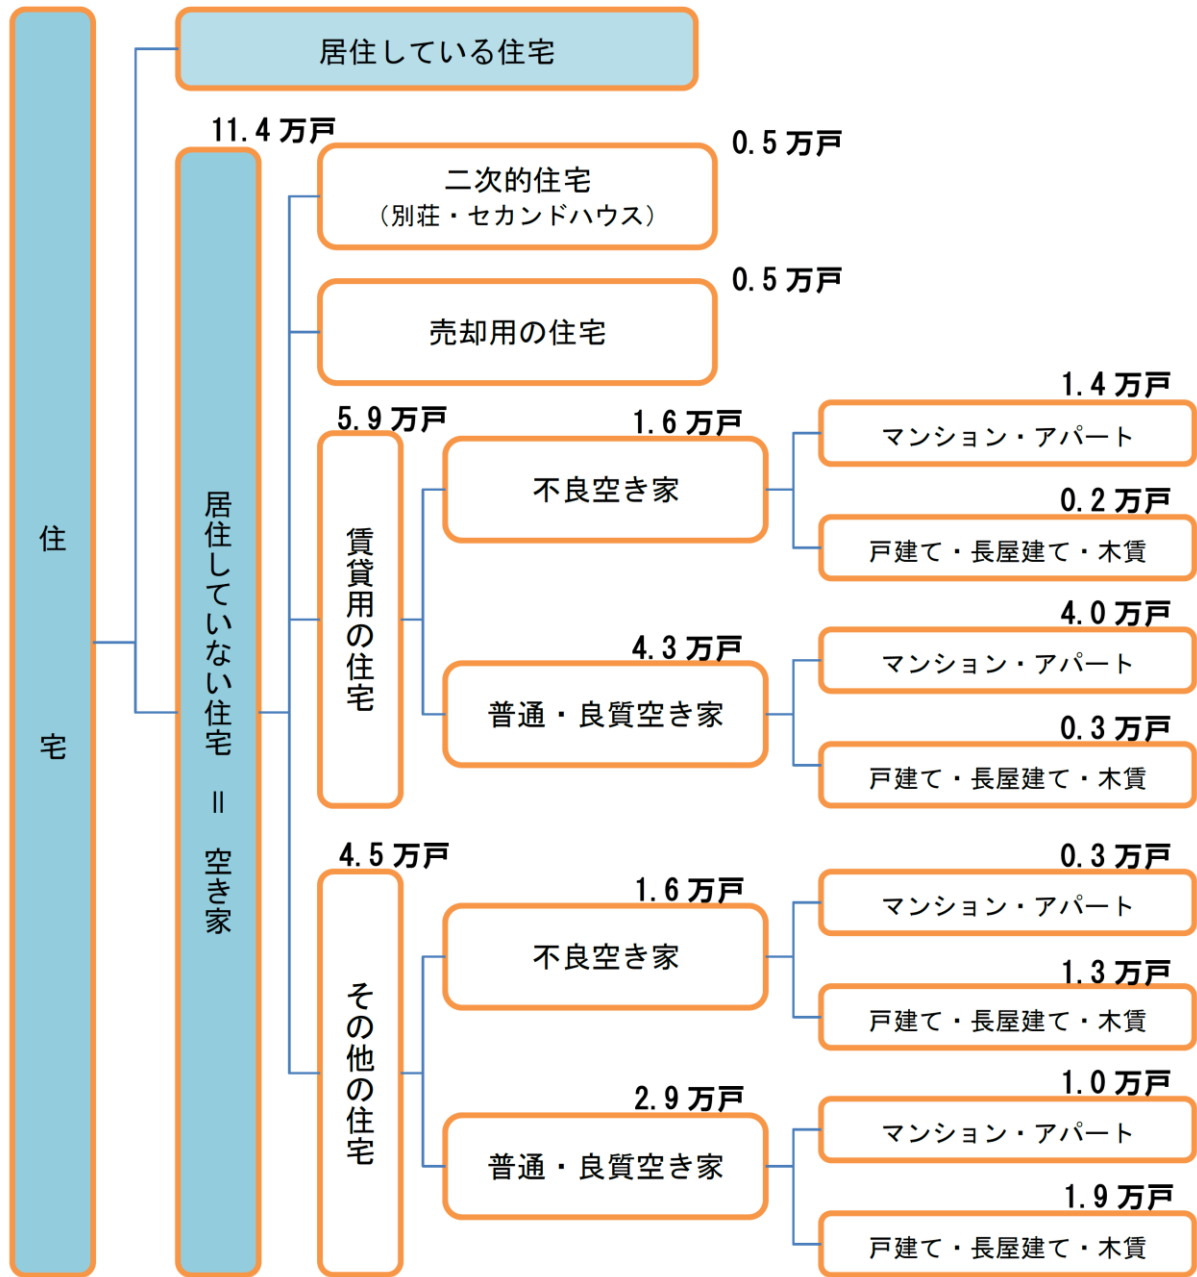 住宅
居住している住宅
11.4 万戸
居住していない住宅 = 空き家
0.5 万戸
二次的住宅
（別荘・セカンドハウス）
0.5 万戸
売却用の住宅
5.9 万戸
賃貸用の住宅
1.6 万戸
不良空き家
1.4 万戸
マンション・アパート
0.2 万戸
戸建て・長屋建て・木賃
4.3 万戸
普通・良質空き家
4.0 万戸
マンション・アパート
0.3 万戸
戸建て・長屋建て・木賃
4.5 万戸
その他の住宅
1.6 万戸
不良空き家
0.3 万戸
マンション・アパート
1.3 万戸
戸建て・長屋建て・木賃
2.9 万戸
普通・良質空き家
1.0 万戸
マンション・アパート
1.9 万戸
戸建て・長屋建て・木賃